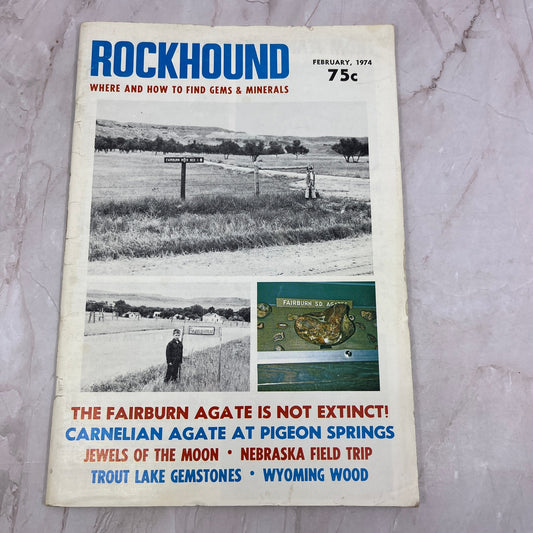 ROCKHOUND
FEBRUARY, 1974
75c
WHERE AND HOW TO FIND GEMS & MINERALS
FAIRBURN SD AGATE
THE FAIRBURN AGATE IS NOT EXTINCT!
CARNELIAN AGATE AT PIGEON SPRINGS
JEWELS OF THE MOON • NEBRASKA FIELD TRIP
TROUT LAKE GEMSTONES • WYOMING WOOD